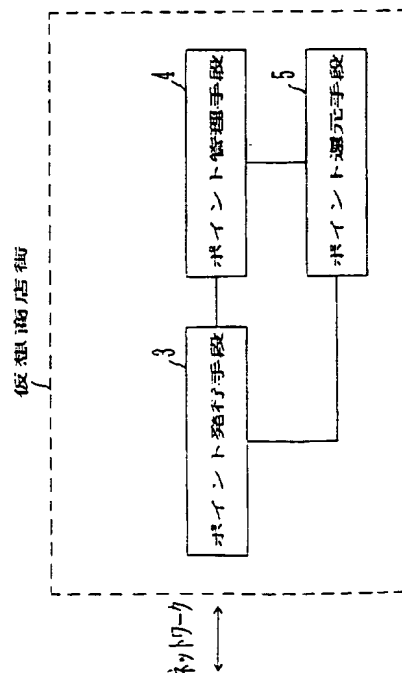 仮想商店街
4
ポイント管理手段
5
ポイント還元手段
3
ポイント発行手段
ネットワーク